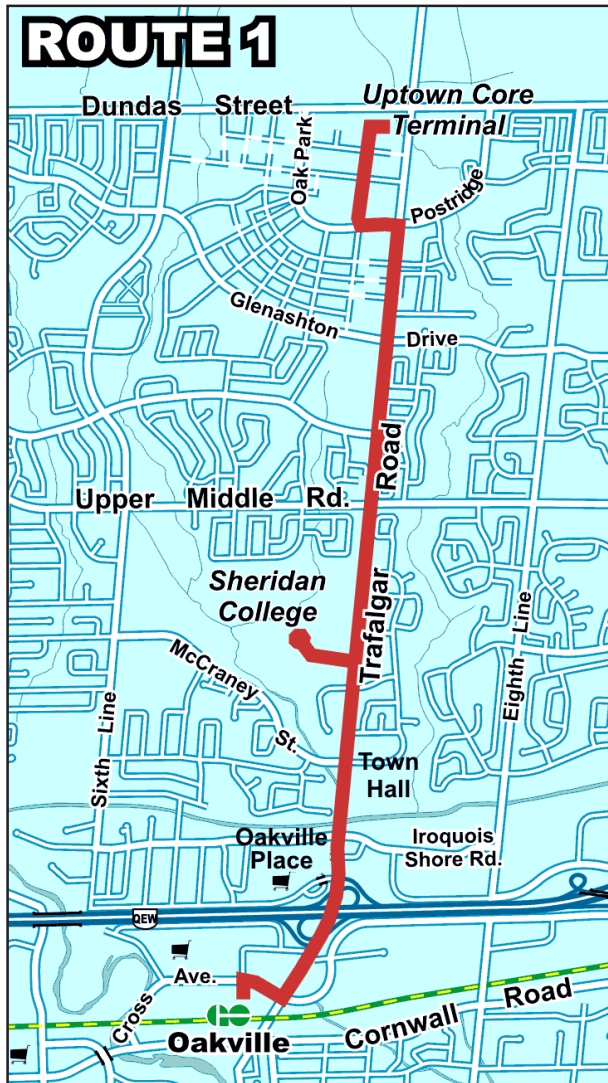 ROUTE 1
Dundas Street
Uptown Core
Terminal
Oak Park
Postridge
Glenashton
Drive
Road
Upper Middle Rd.
Sheridan
College
Trafalgar
McCraney
St.
Eighth Line
Sixth Line
Town
Hall
Oakville
Place
Iroquois
Shore Rd.
QEW
Cross
Ave.
GO
Oakville
Cornwall Road